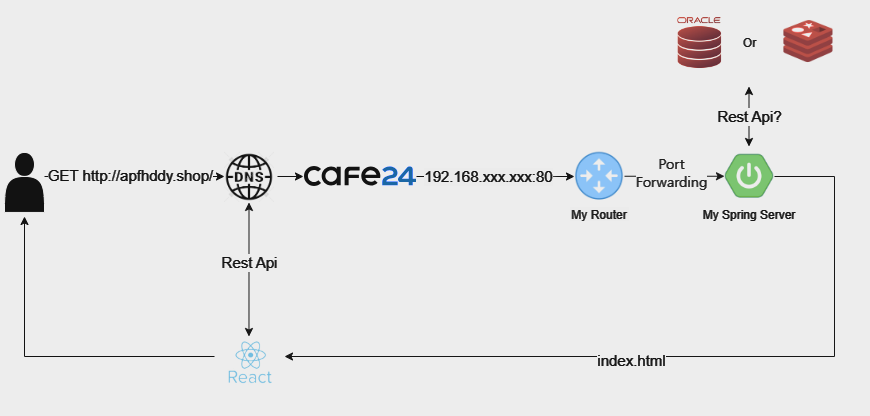 ORACLE
Or
Rest Api?
GET http://apfhddy.shop/
DNS
CAFE24
192.168.xxx.xxx:80
Port
Forwarding
My Router
My Spring Server
Rest Api
index.html
React